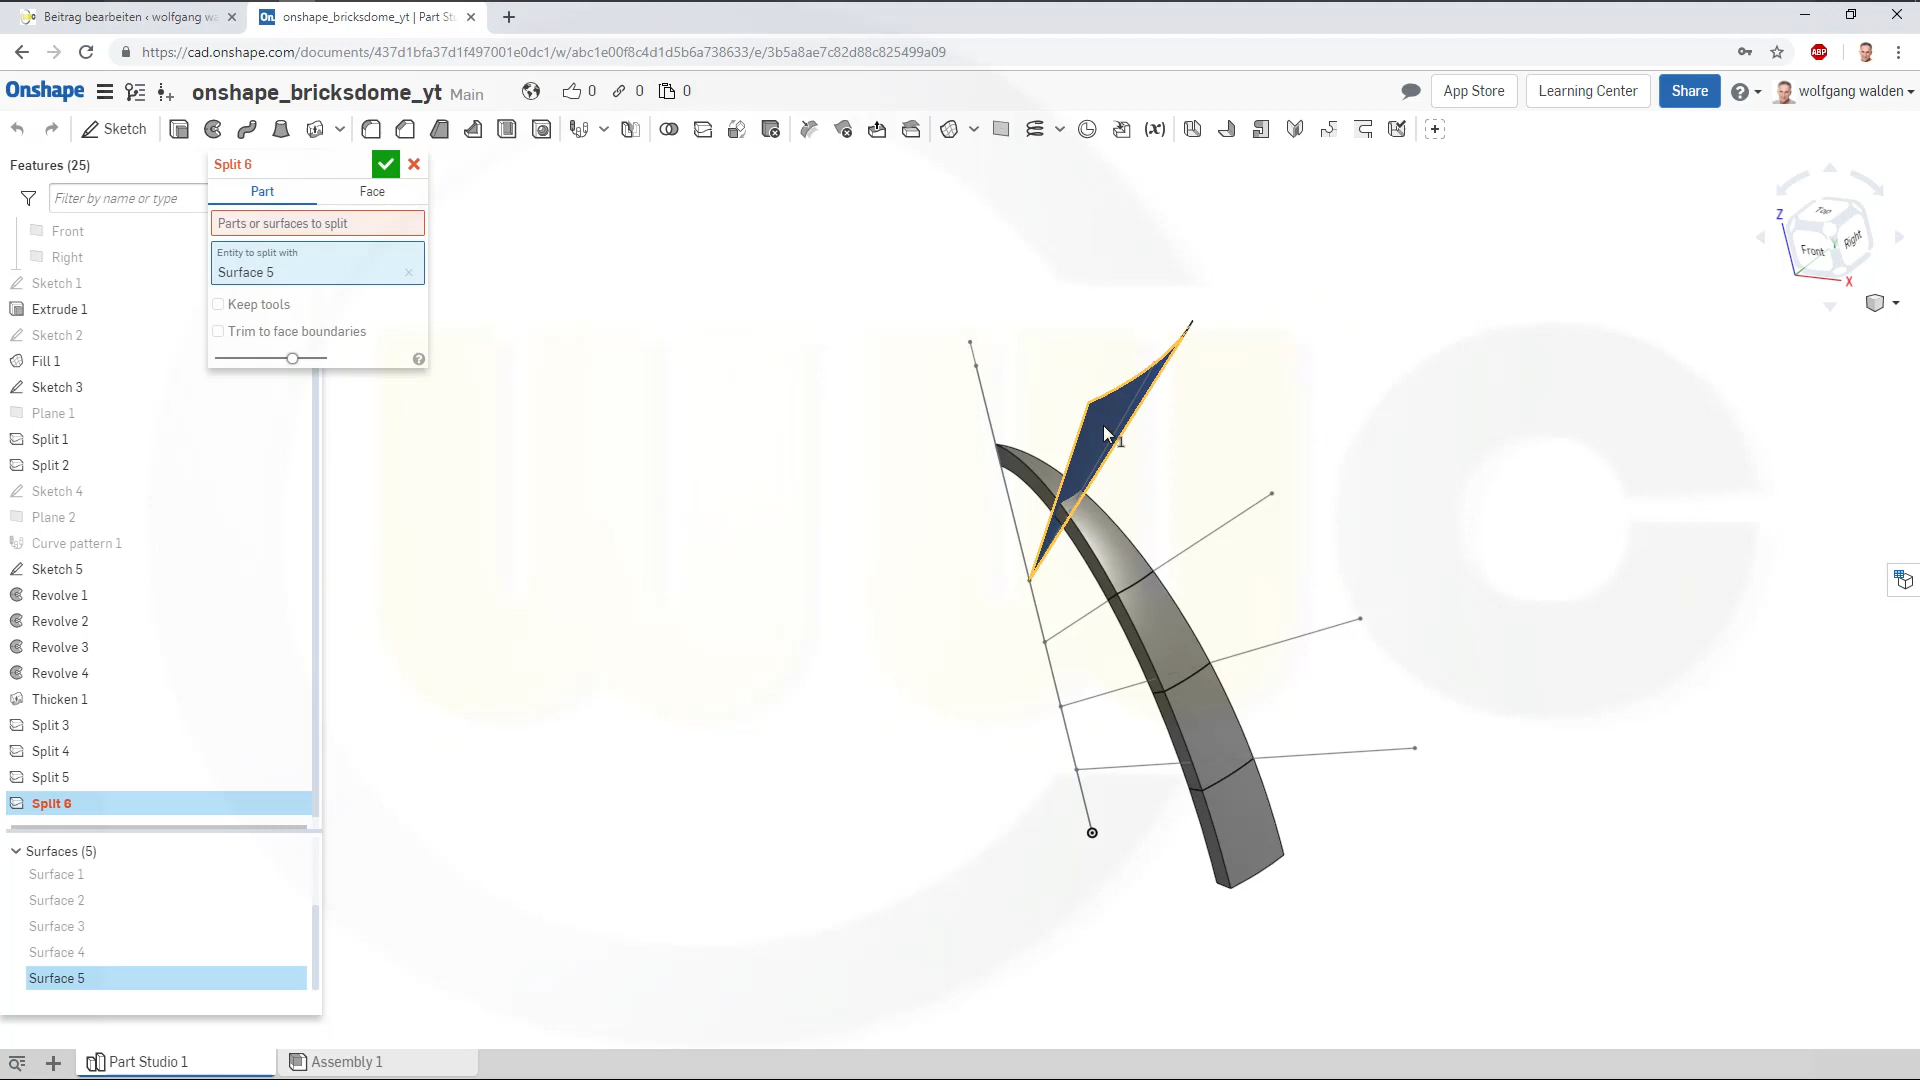 Beitrag bearbeiten ‹ wolfgang wa
onshape_bricksdome_yt | Part St
https://cad.onshape.com/documents/437d1bfa37d1f497001e0dc1/w/abc1e00f8c4d1d5b6a738633/e/3b5a8ae7c82d88c825499a09
ABP
Onshape
onshape_bricksdome_yt Main
0 0 0
App Store
Learning Center
Share
wolfgang walden
Sketch
(x)
Features (25)
Filter by name or type
Front
Right
Sketch 1
Extrude 1
Sketch 2
Fill 1
Sketch 3
Plane 1
Split 1
Split 2
Sketch 4
Plane 2
Curve pattern 1
Sketch 5
Revolve 1
Revolve 2
Revolve 3
Revolve 4
Thicken 1
Split 3
Split 4
Split 5
Split 6
Surfaces (5)
Surface 1
Surface 2
Surface 3
Surface 4
Surface 5
Split 6
Part Face
Parts or surfaces to split
Entity to split with
Surface 5
Keep tools
Trim to face boundaries
1
Z
Top
Front
Right
X
Part Studio 1
Assembly 1